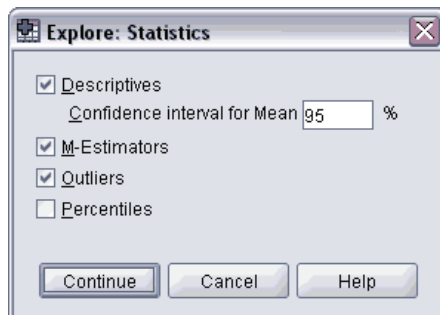 Explore: Statistics
Descriptives
Confidence interval for Mean 95 %
M-Estimators
Outliers
Percentiles
Continue Cancel Help